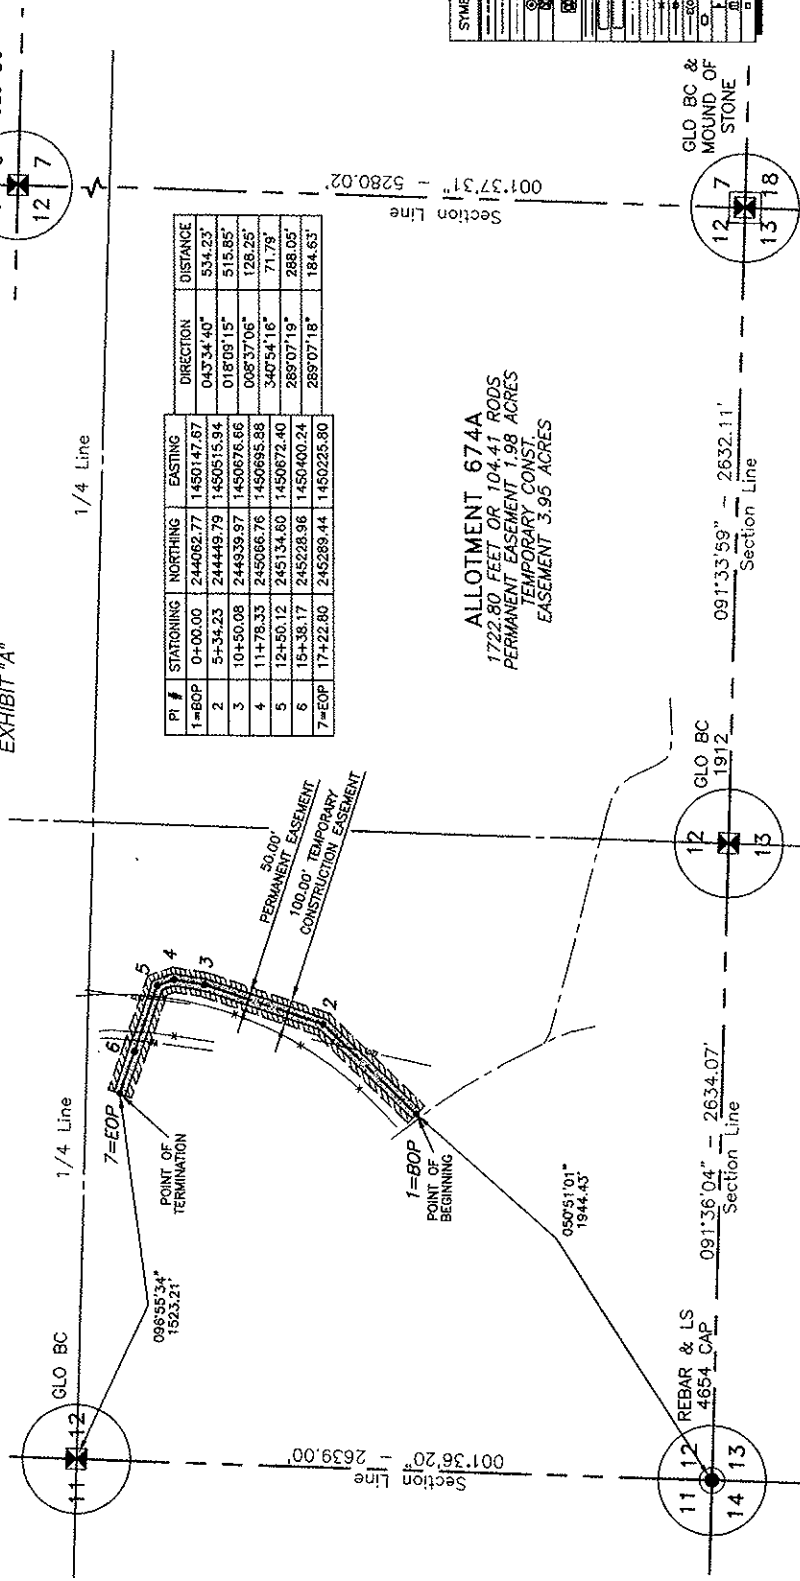 EXHIBIT "A"
12 7
1/4 Line
1/4 Line
GLO BC
11 12
096°55'34"
1523.21'
7=EOP
POINT OF
TERMINATION
6
5
4
3
2
50.00'
PERMANENT EASEMENT
100.00' TEMPORARY
CONSTRUCTION EASEMENT
1=BOP
POINT OF
BEGINNING
050°51'01"
1944.43'
PI # STATIONING NORTHING EASTING DIRECTION DISTANCE
1=BOP 0+00.00 244062.77 1450147.67 043°34'40" 534.23'
2 5+34.23 244449.79 1450515.94 018°09'15" 515.85'
3 10+50.08 244939.97 1450676.66 008°37'06" 128.25'
4 11+78.33 245066.76 1450695.88 340°54'16" 71.79'
5 12+50.12 245134.60 1450672.40 289°07'19" 288.05'
6 15+38.17 245228.96 1450400.24 289°07'18" 184.63'
7=EOP 17+22.80 245289.44 1450225.80
ALLOTMENT 674A
1722.80 FEET OR 104.41 RODS
PERMANENT EASEMENT 1.98 ACRES
TEMPORARY CONST.
EASEMENT 3.95 ACRES
Section Line
001°36'20" - 2639.00'
Section Line
001°37'31" - 5280.02'
REBAR & LS
4654 CAP
11 12
14 13
091°36'04" - 2634.07'
Section Line
GLO BC
1912
12
13
091°33'59" - 2632.11'
Section Line
GLO BC &
MOUND OF
STONE
12 7
13 18